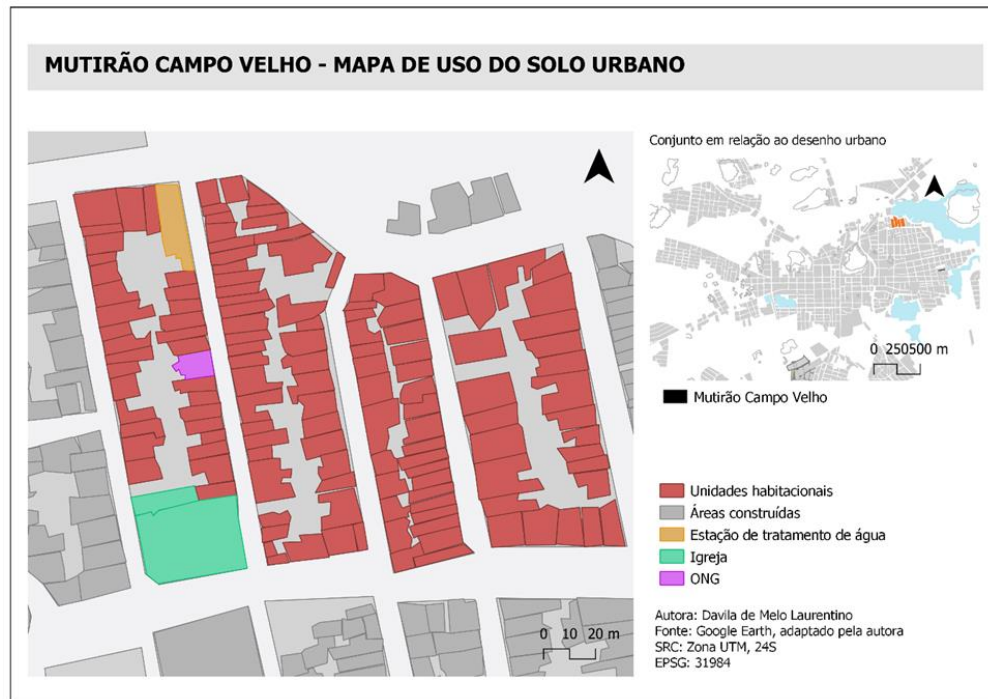 MUTIRÃO CAMPO VELHO - MAPA DE USO DO SOLO URBANO
Conjunto em relação ao desenho urbano
0 250500 m
Mutirão Campo Velho
Unidades habitacionais
Áreas construídas
Estação de tratamento de água
Igreja
ONG
Autora: Davila de Melo Laurentino
Fonte: Google Earth, adaptado pela autora
SRC: Zona UTM, 24S
EPSG: 31984
0 10 20 m